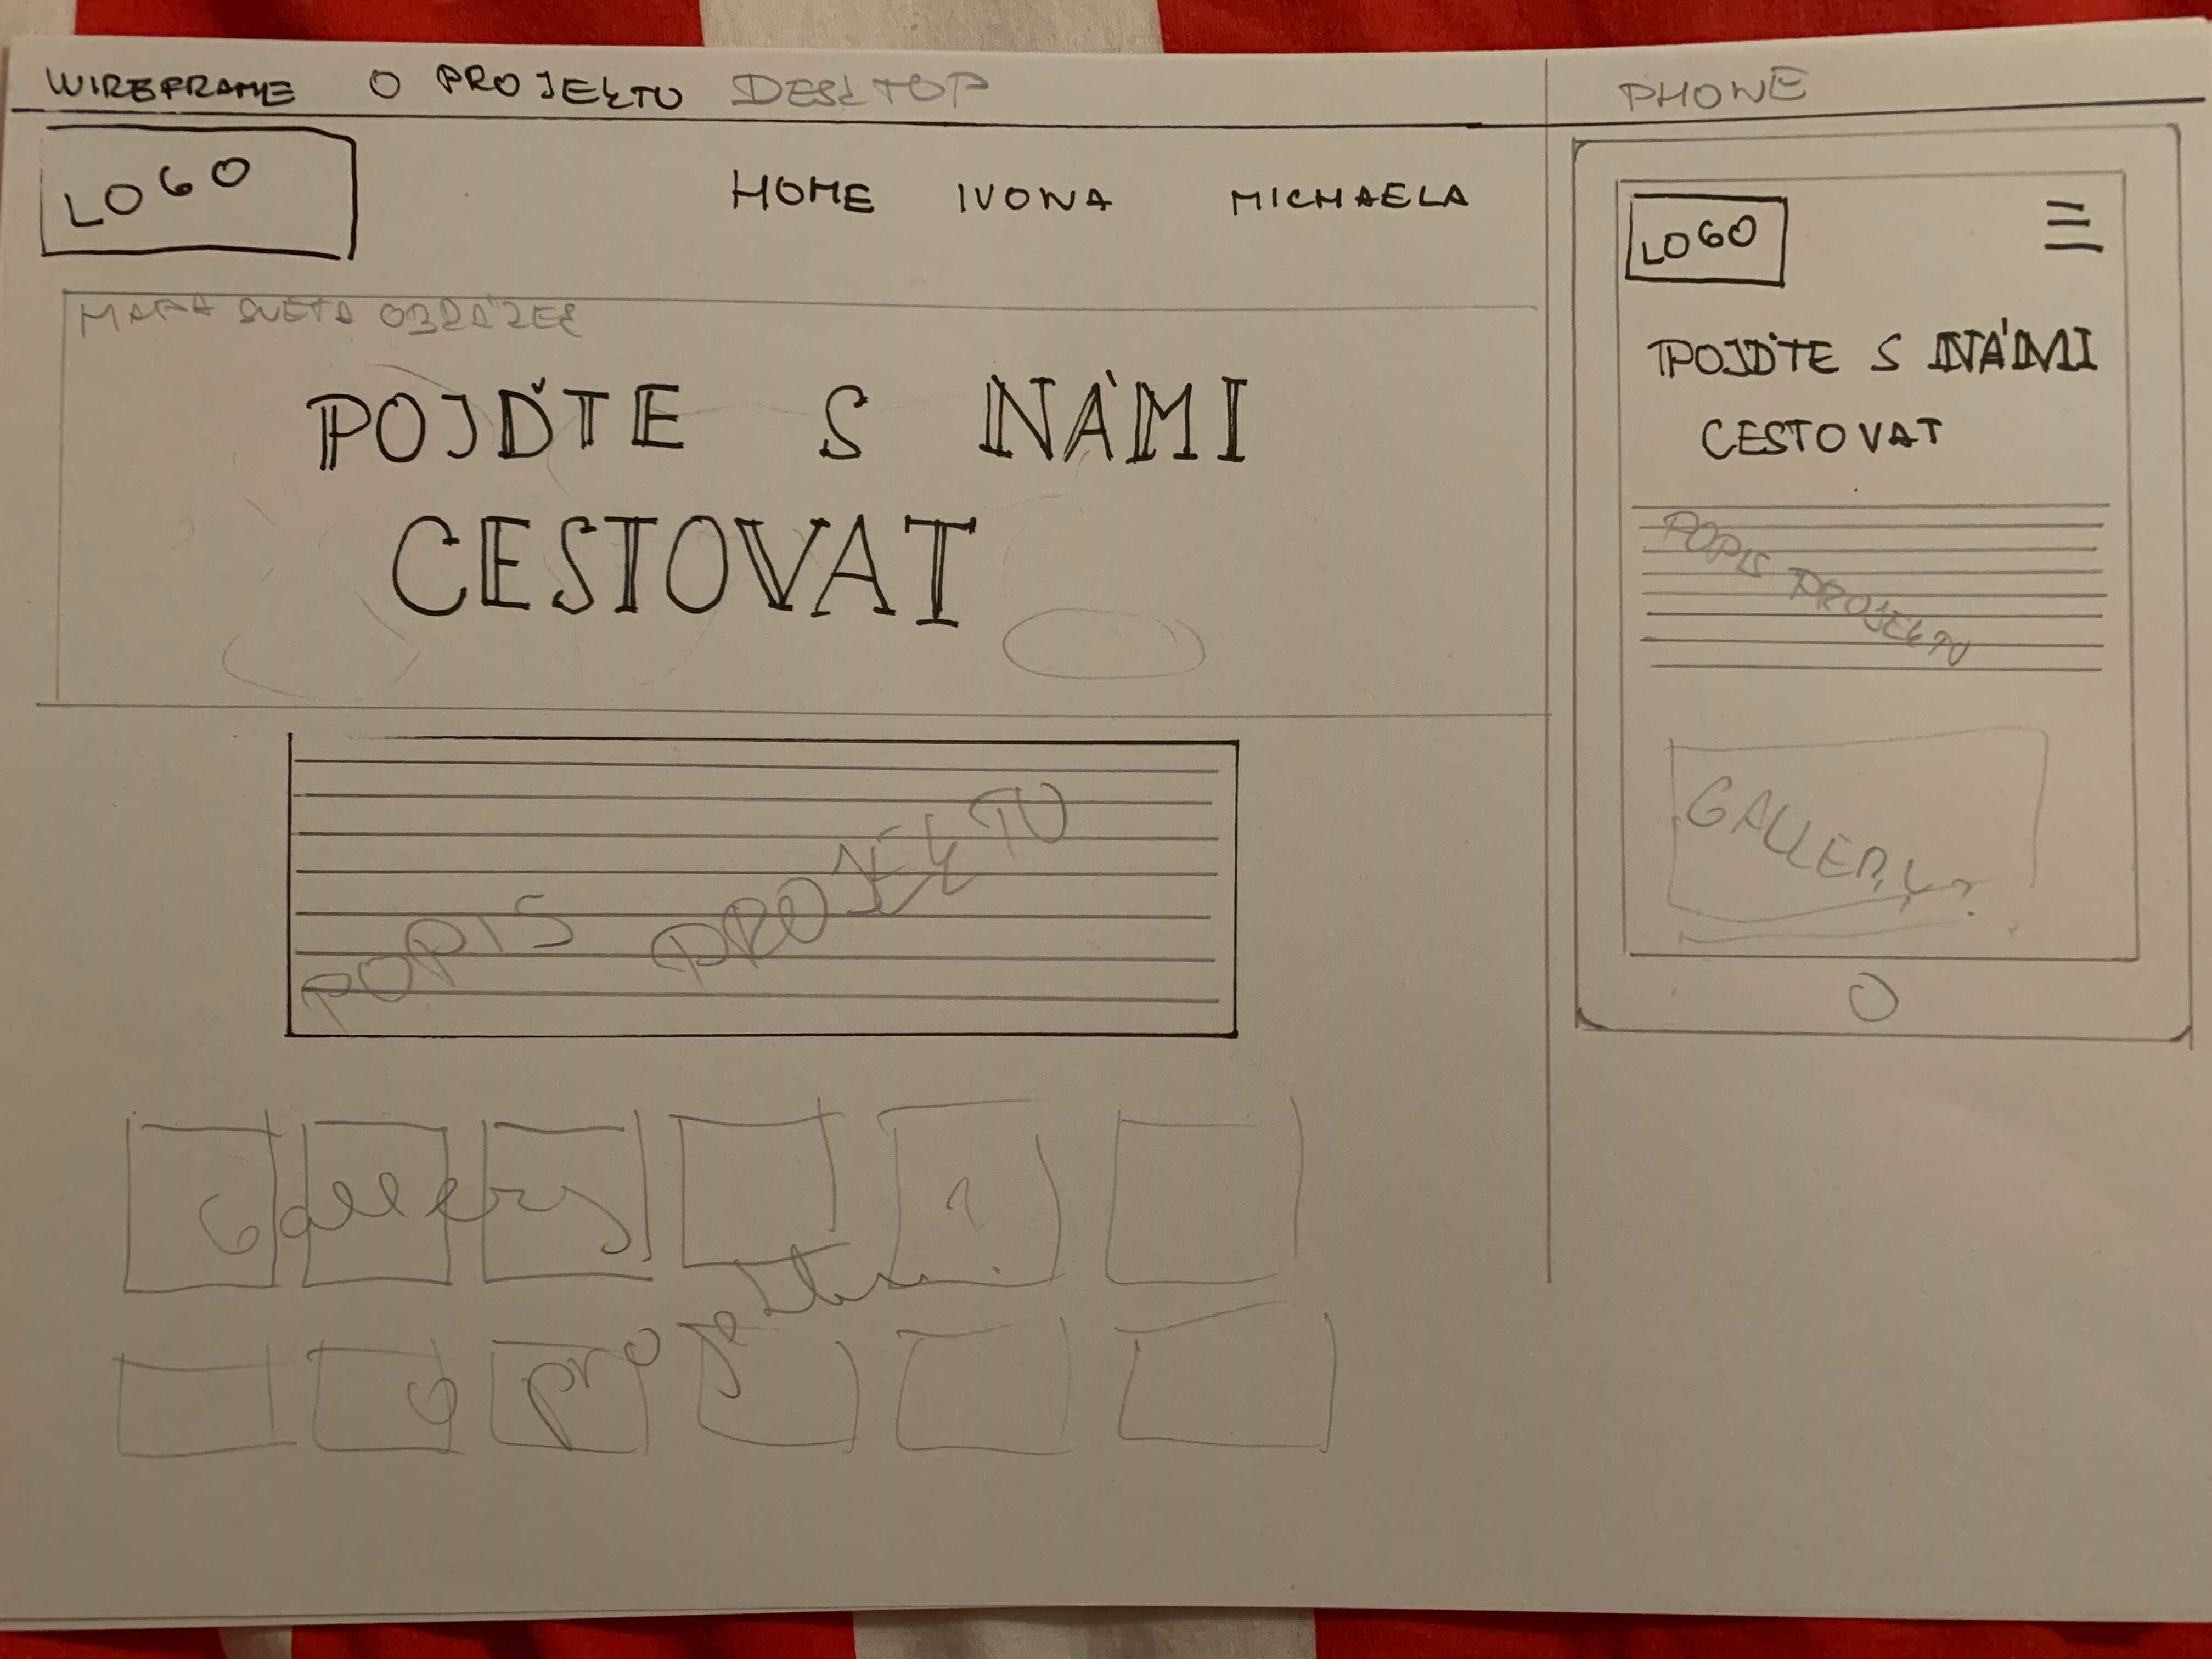 WIREFRAME O PROJEKTU DESKTOP
PHONE
LOGO
HOME IVONA MICHAELA
MAPA SVĚTA OBRÁZEK
POJĎTE S NÁMI
CESTOVAT
POPIS PROJEKTU
Gallery ?
o projektu
LOGO
POJĎTE S NÁMI
CESTOVAT
POPIS PROJEKTU
GALLERY ?